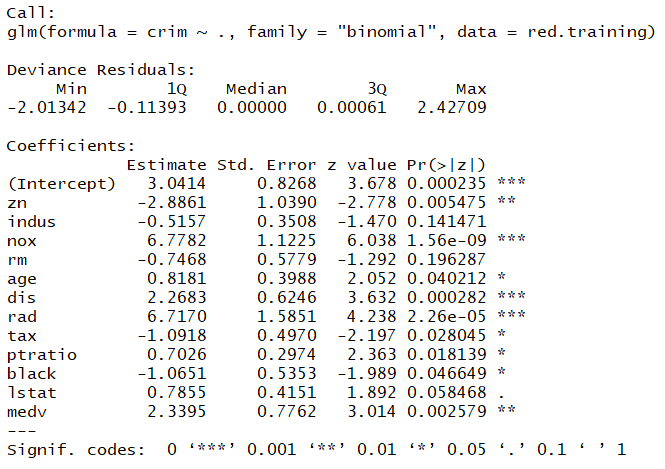 Call:
glm(formula = crim ~ ., family = "binomial", data = red.training)
Deviance Residuals:
Min 1Q Median 3Q Max
-2.01342 -0.11393 0.00000 0.00061 2.42709
Coefficients:
Estimate Std. Error z value Pr(>|z|)
(Intercept) 3.0414 0.8268 3.678 0.000235 ***
zn -2.8861 1.0390 -2.778 0.005475 **
indus -0.5157 0.3508 -1.470 0.141471
nox 6.7782 1.1225 6.038 1.56e-09 ***
rm -0.7468 0.5779 -1.292 0.196287
age 0.8181 0.3988 2.052 0.040212 *
dis 2.2683 0.6246 3.632 0.000282 ***
rad 6.7170 1.5851 4.238 2.26e-05 ***
tax -1.0918 0.4970 -2.197 0.028045 *
ptratio 0.7026 0.2974 2.363 0.018139 *
black -1.0651 0.5353 -1.989 0.046649 *
lstat 0.7855 0.4151 1.892 0.058468 .
medv 2.3395 0.7762 3.014 0.002579 **
---
Signif. codes: 0 ‘***’ 0.001 ‘**’ 0.01 ‘*’ 0.05 ‘.’ 0.1 ‘ ’ 1